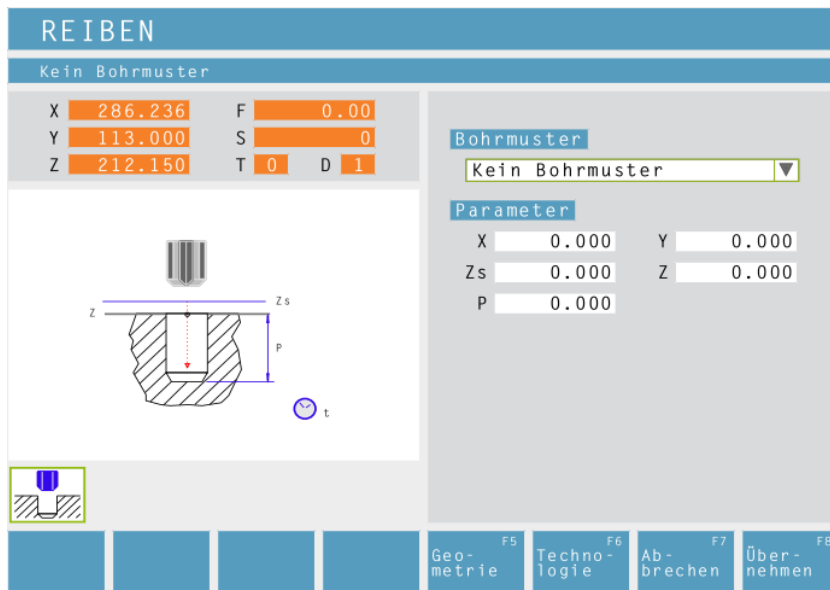 REIBEN
Kein Bohrmuster
X 286.236 F 0.00
Y 113.000 S 0
Z 212.150 T 0 D 1
Bohrmuster
Kein Bohrmuster
Parameter
X 0.000 Y 0.000
Zs 0.000 Z 0.000
P 0.000
Zs
Z
P
t
F5
Geo-
metrie
F6
Techno-
logie
F7
Ab-
brechen
F8
Über-
nehmen